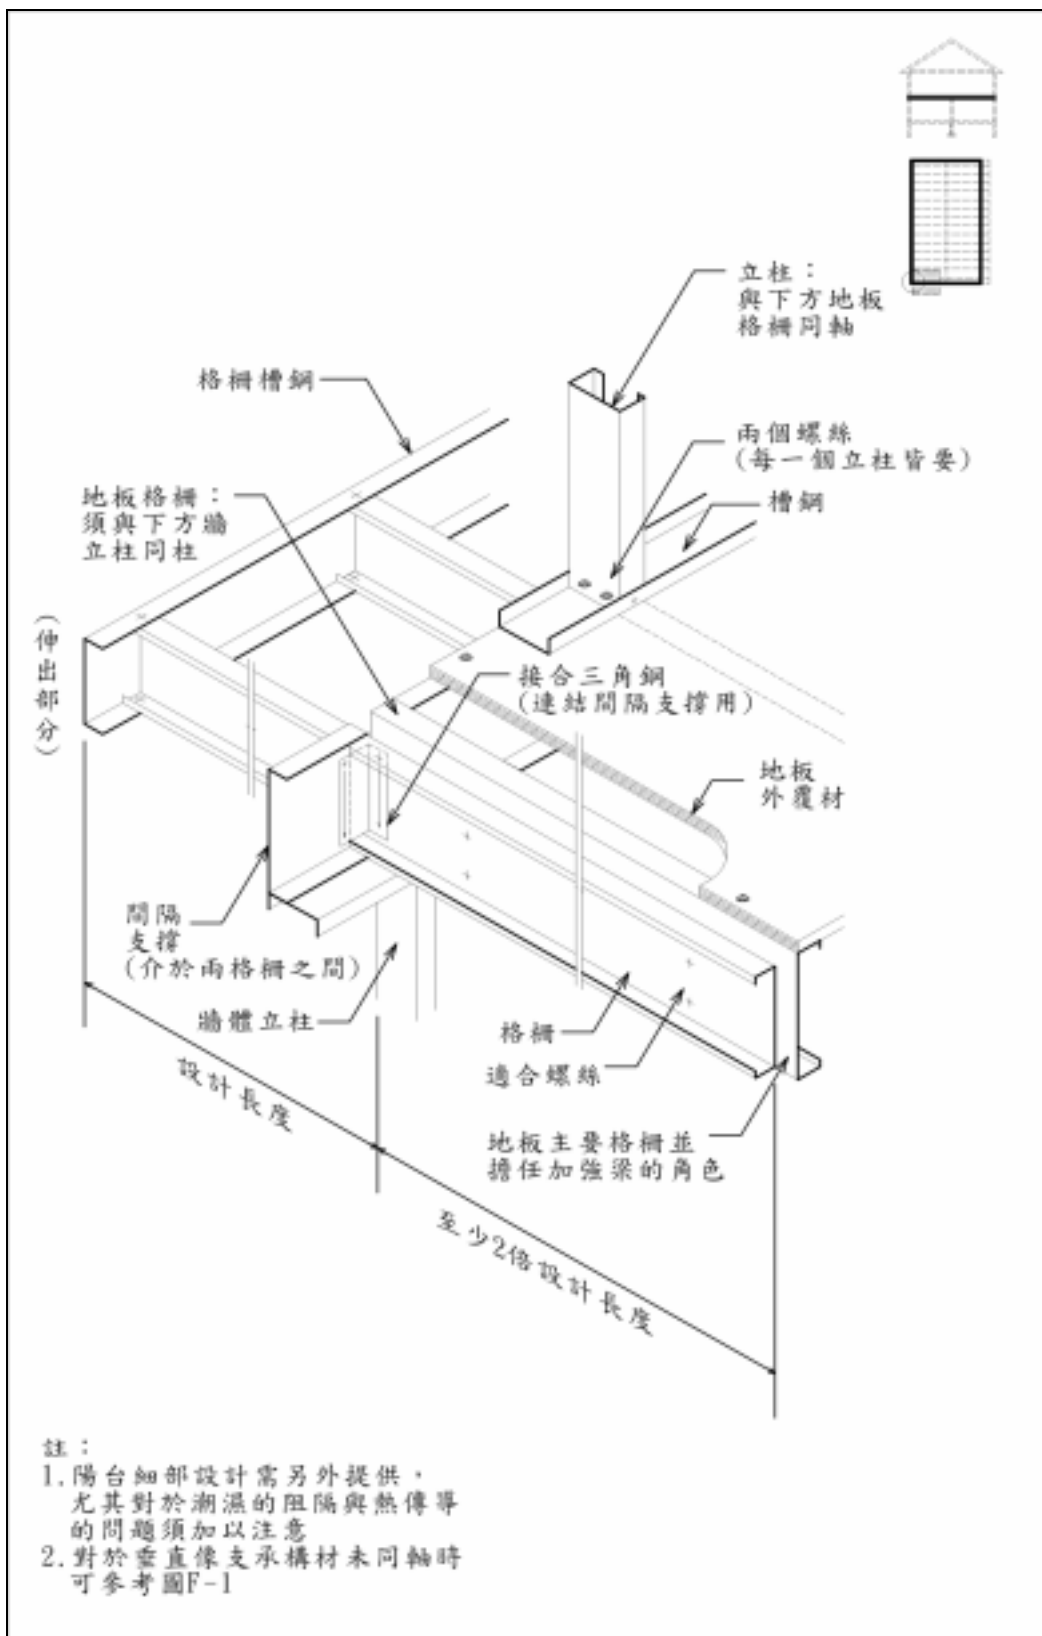 立柱：
與下方地板
格柵同軸
格柵槽鋼
兩個螺絲
(每一個立柱皆要)
槽鋼
地板格柵：
須與下方牆
立柱同柱
(伸出部分)
接合三角鋼
(連結間隔支撐用)
地板
外覆材
間隔
支撐
(介於兩格柵之間)
牆體立柱
格柵
適合螺絲
地板主要格柵並
擔任加強梁的角色
設計長度
至少2倍設計長度
註：
1.陽台細部設計需另外提供，
尤其對於潮濕的阻隔與熱傳導
的問題須加以注意
2.對於垂直像支承構材未同軸時
可參考圖F-1